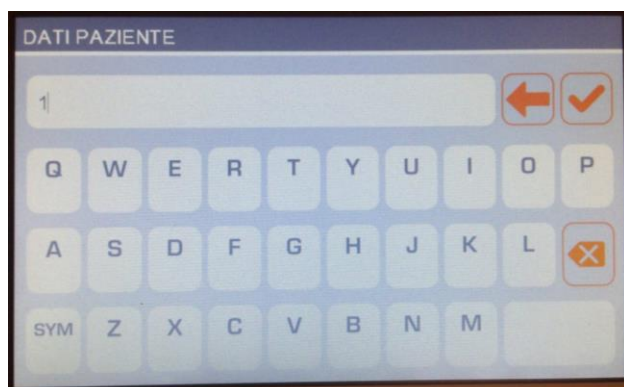 DATI PAZIENTE
1
Q W E R T Y U I O P
A S D F G H J K L
SYM Z X C V B N M